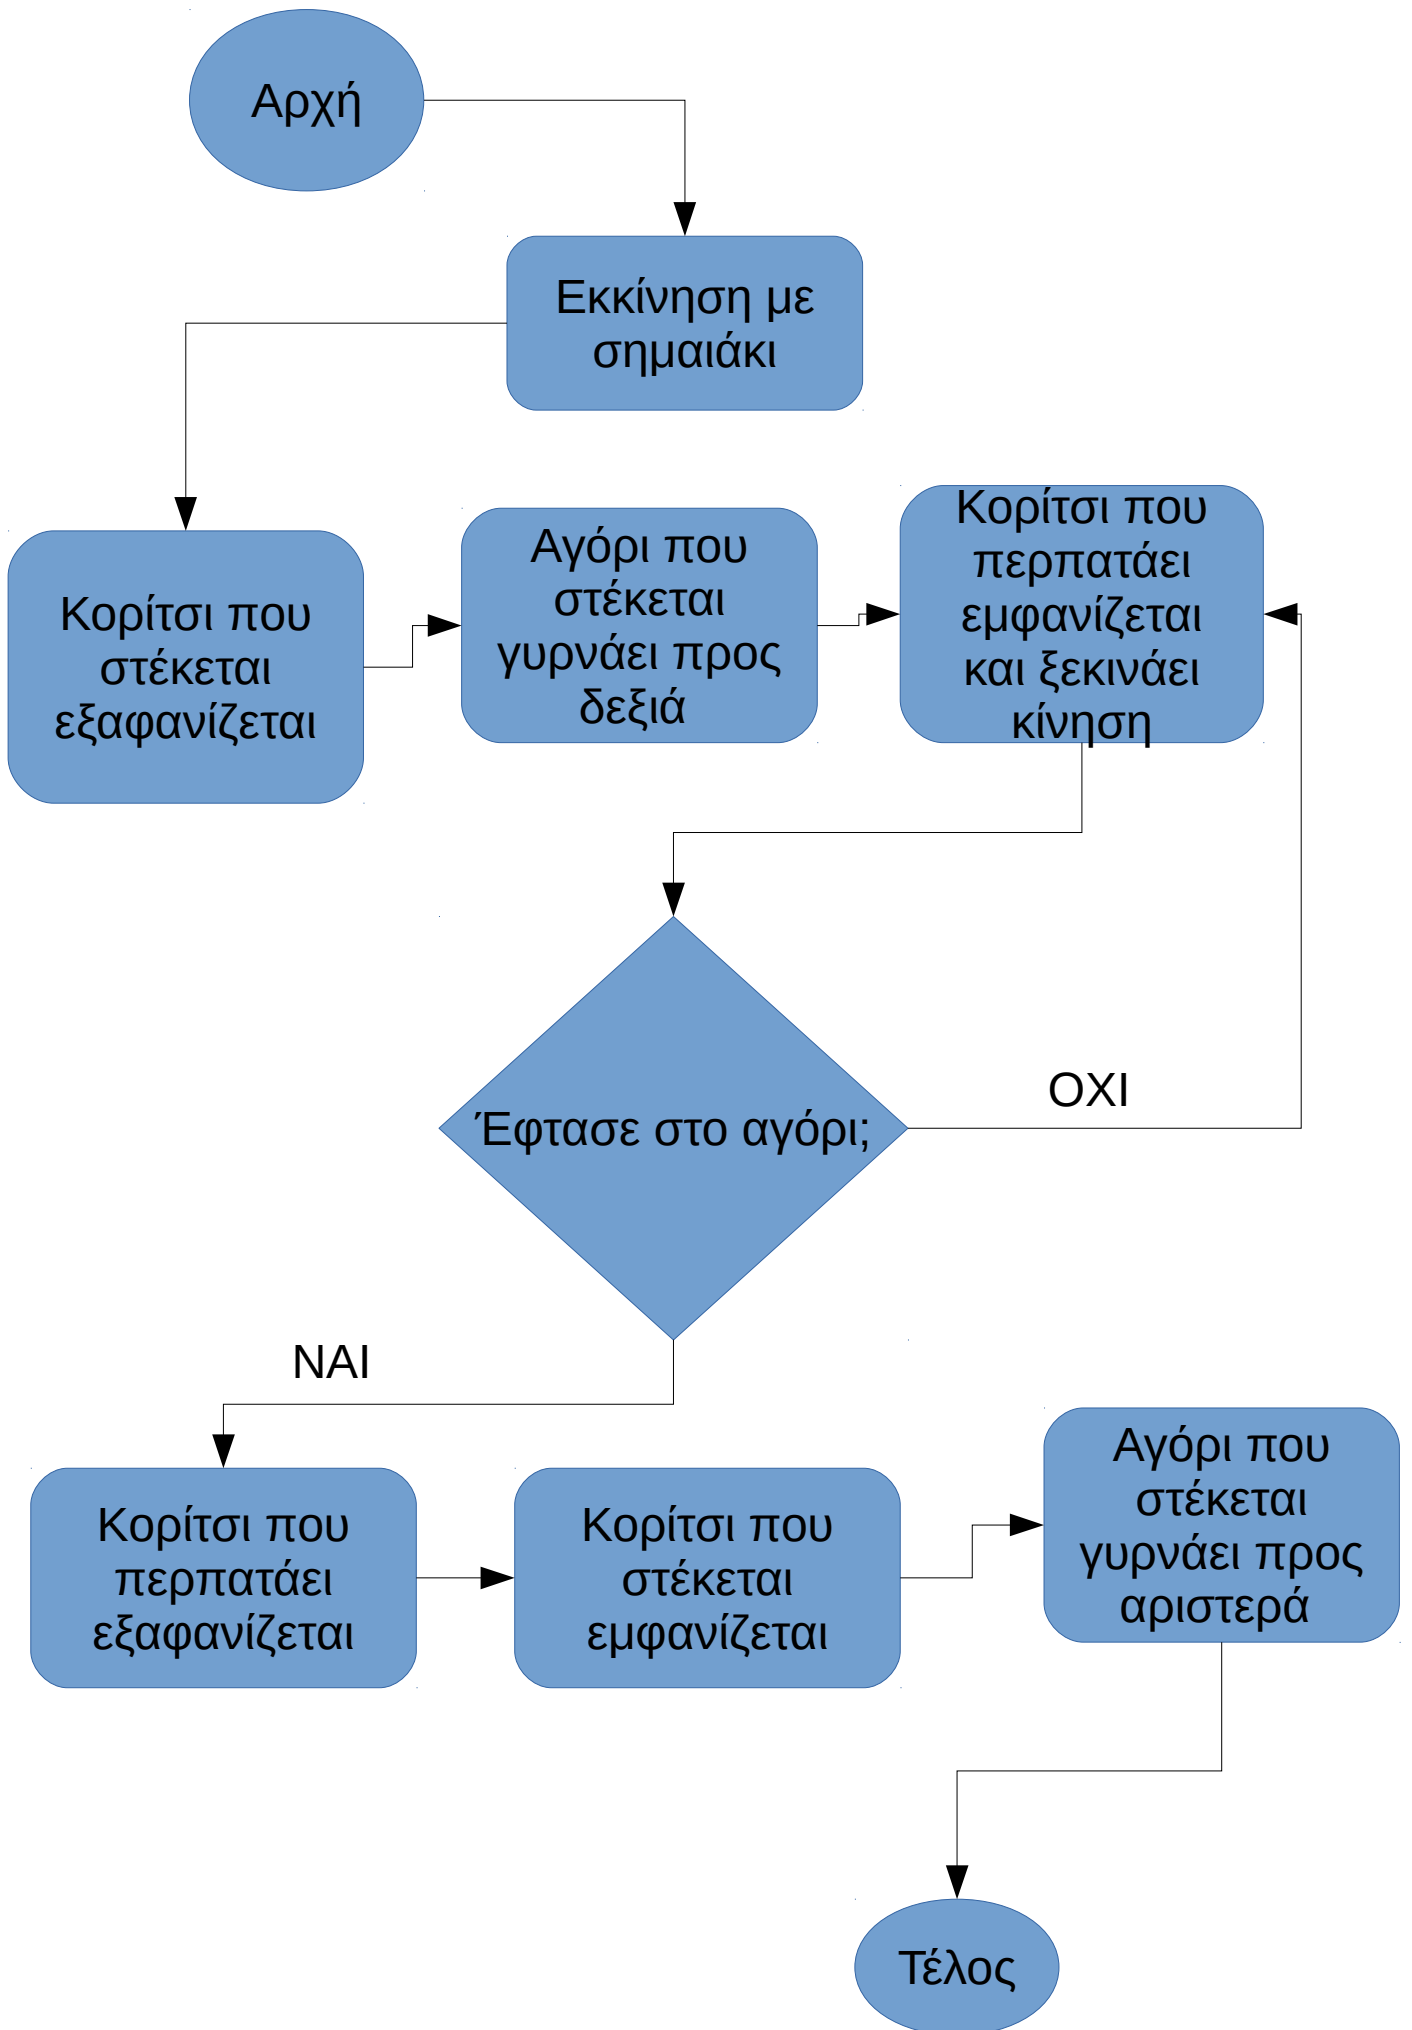 Αρχή
Εκκίνηση με
σημαιάκι
Κορίτσι που
στέκεται
εξαφανίζεται
Αγόρι που
στέκεται
γυρνάει προς
δεξιά
Κορίτσι που
περπατάει
εμφανίζεται
και ξεκινάει
κίνηση
Έφτασε στο αγόρι;
ΟΧΙ
ΝΑΙ
Κορίτσι που
περπατάει
εξαφανίζεται
Κορίτσι που
στέκεται
εμφανίζεται
Αγόρι που
στέκεται
γυρνάει προς
αριστερά
Τέλος